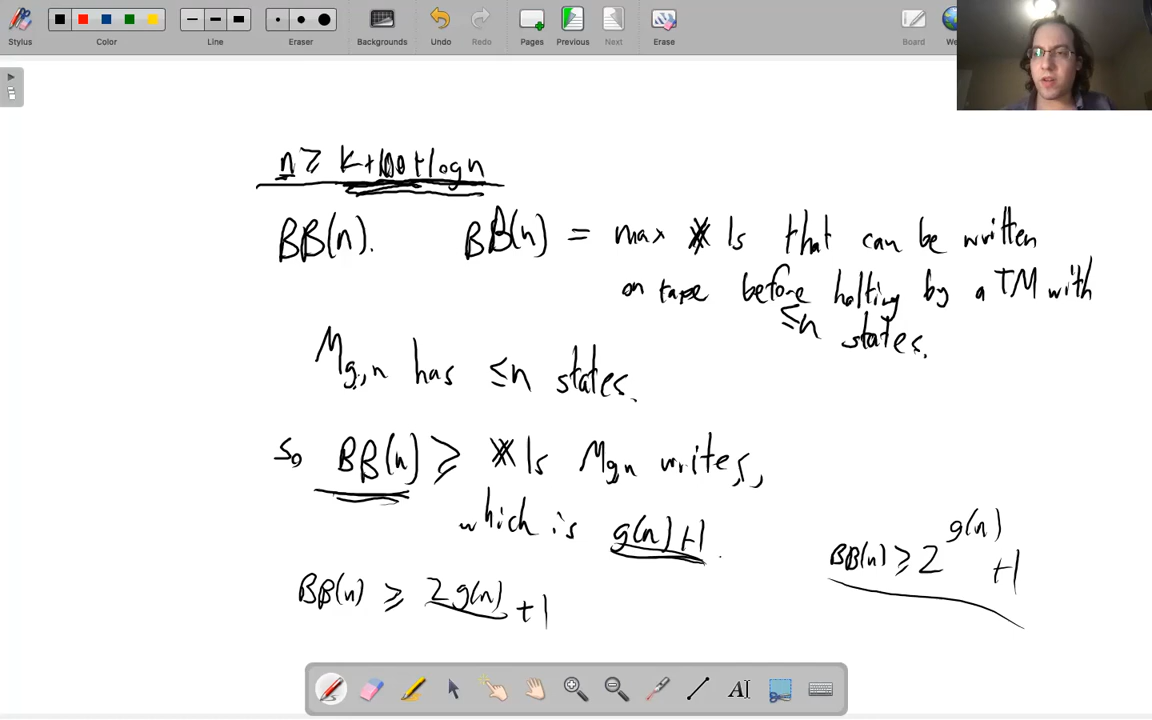 Stylus
Color
Line
Eraser
Backgrounds
Undo
Redo
Pages
Previous
Next
Erase
Board
We
n ≥ k+100+log n
BB(n). BB(n) = max # 1s that can be written
on tape before halting by a TM with
≤n states.
Mg,n has ≤n states.
So BB(n) ≥ # 1s Mg,n writes,
which is g(n)+1.
BB(n) ≥ 2^g(n) +1
BB(n) ≥ 2g(n) +1